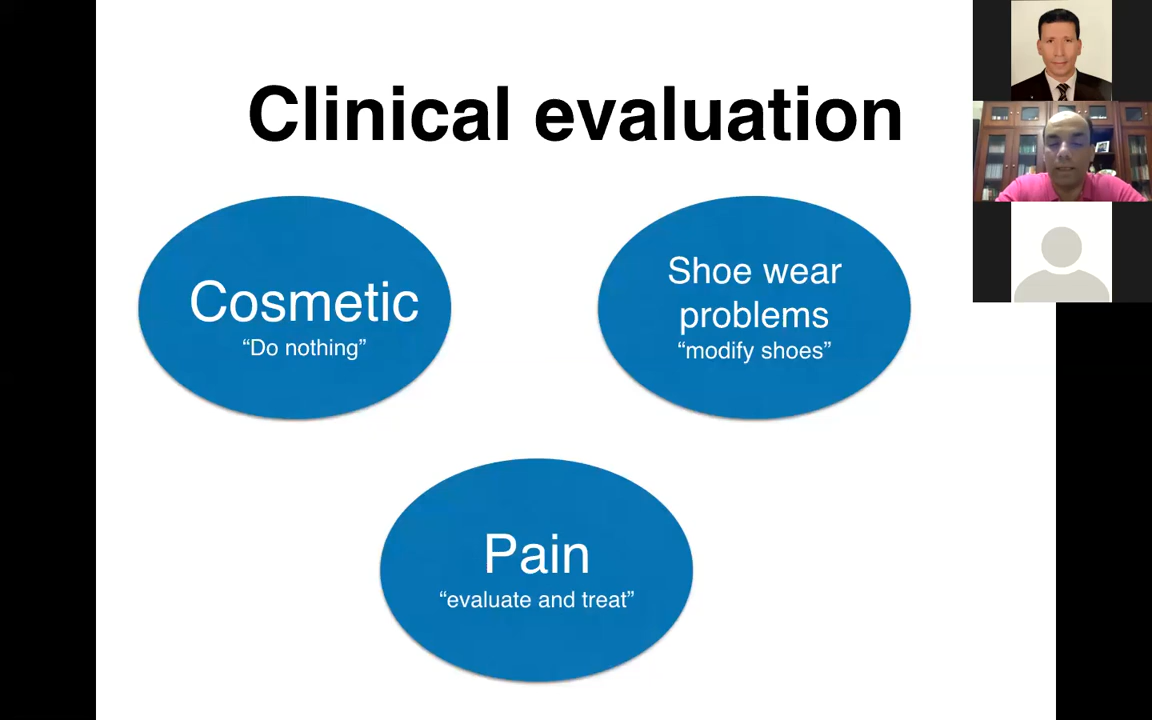 Clinical evaluation
Cosmetic
“Do nothing”
Shoe wear
problems
“modify shoes”
Pain
“evaluate and treat”